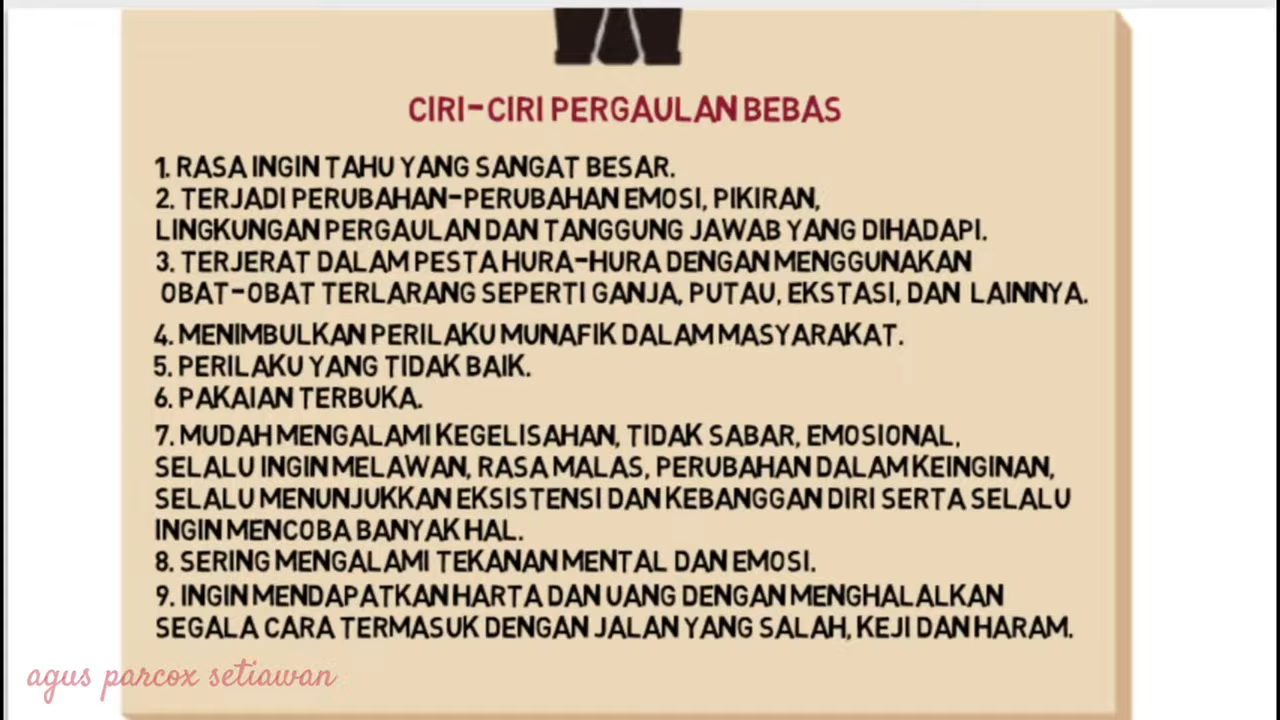 CIRI-CIRI PERGAULAN BEBAS
1. RASA INGIN TAHU YANG SANGAT BESAR.
2. TERJADI PERUBAHAN-PERUBAHAN EMOSI, PIKIRAN,
LINGKUNGAN PERGAULAN DAN TANGGUNG JAWAB YANG DIHADAPI.
3. TERJERAT DALAM PESTA HURA-HURA DENGAN MENGGUNAKAN
OBAT-OBAT TERLARANG SEPERTI GANJA, PUTAU, EKSTASI, DAN LAINNYA.
4. MENIMBULKAN PERILAKU MUNAFIK DALAM MASYARAKAT.
5. PERILAKU YANG TIDAK BAIK.
6. PAKAIAN TERBUKA.
7. MUDAH MENGALAMI KEGELISAHAN, TIDAK SABAR, EMOSIONAL,
SELALU INGIN MELAWAN, RASA MALAS, PERUBAHAN DALAM KEINGINAN,
SELALU MENUNJUKKAN EKSISTENSI DAN KEBANGGAN DIRI SERTA SELALU
INGIN MENCOBA BANYAK HAL.
8. SERING MENGALAMI TEKANAN MENTAL DAN EMOSI.
9. INGIN MENDAPATKAN HARTA DAN UANG DENGAN MENGHALALKAN
SEGALA CARA TERMASUK DENGAN JALAN YANG SALAH, KEJI DAN HARAM.
agus parcox setiawan